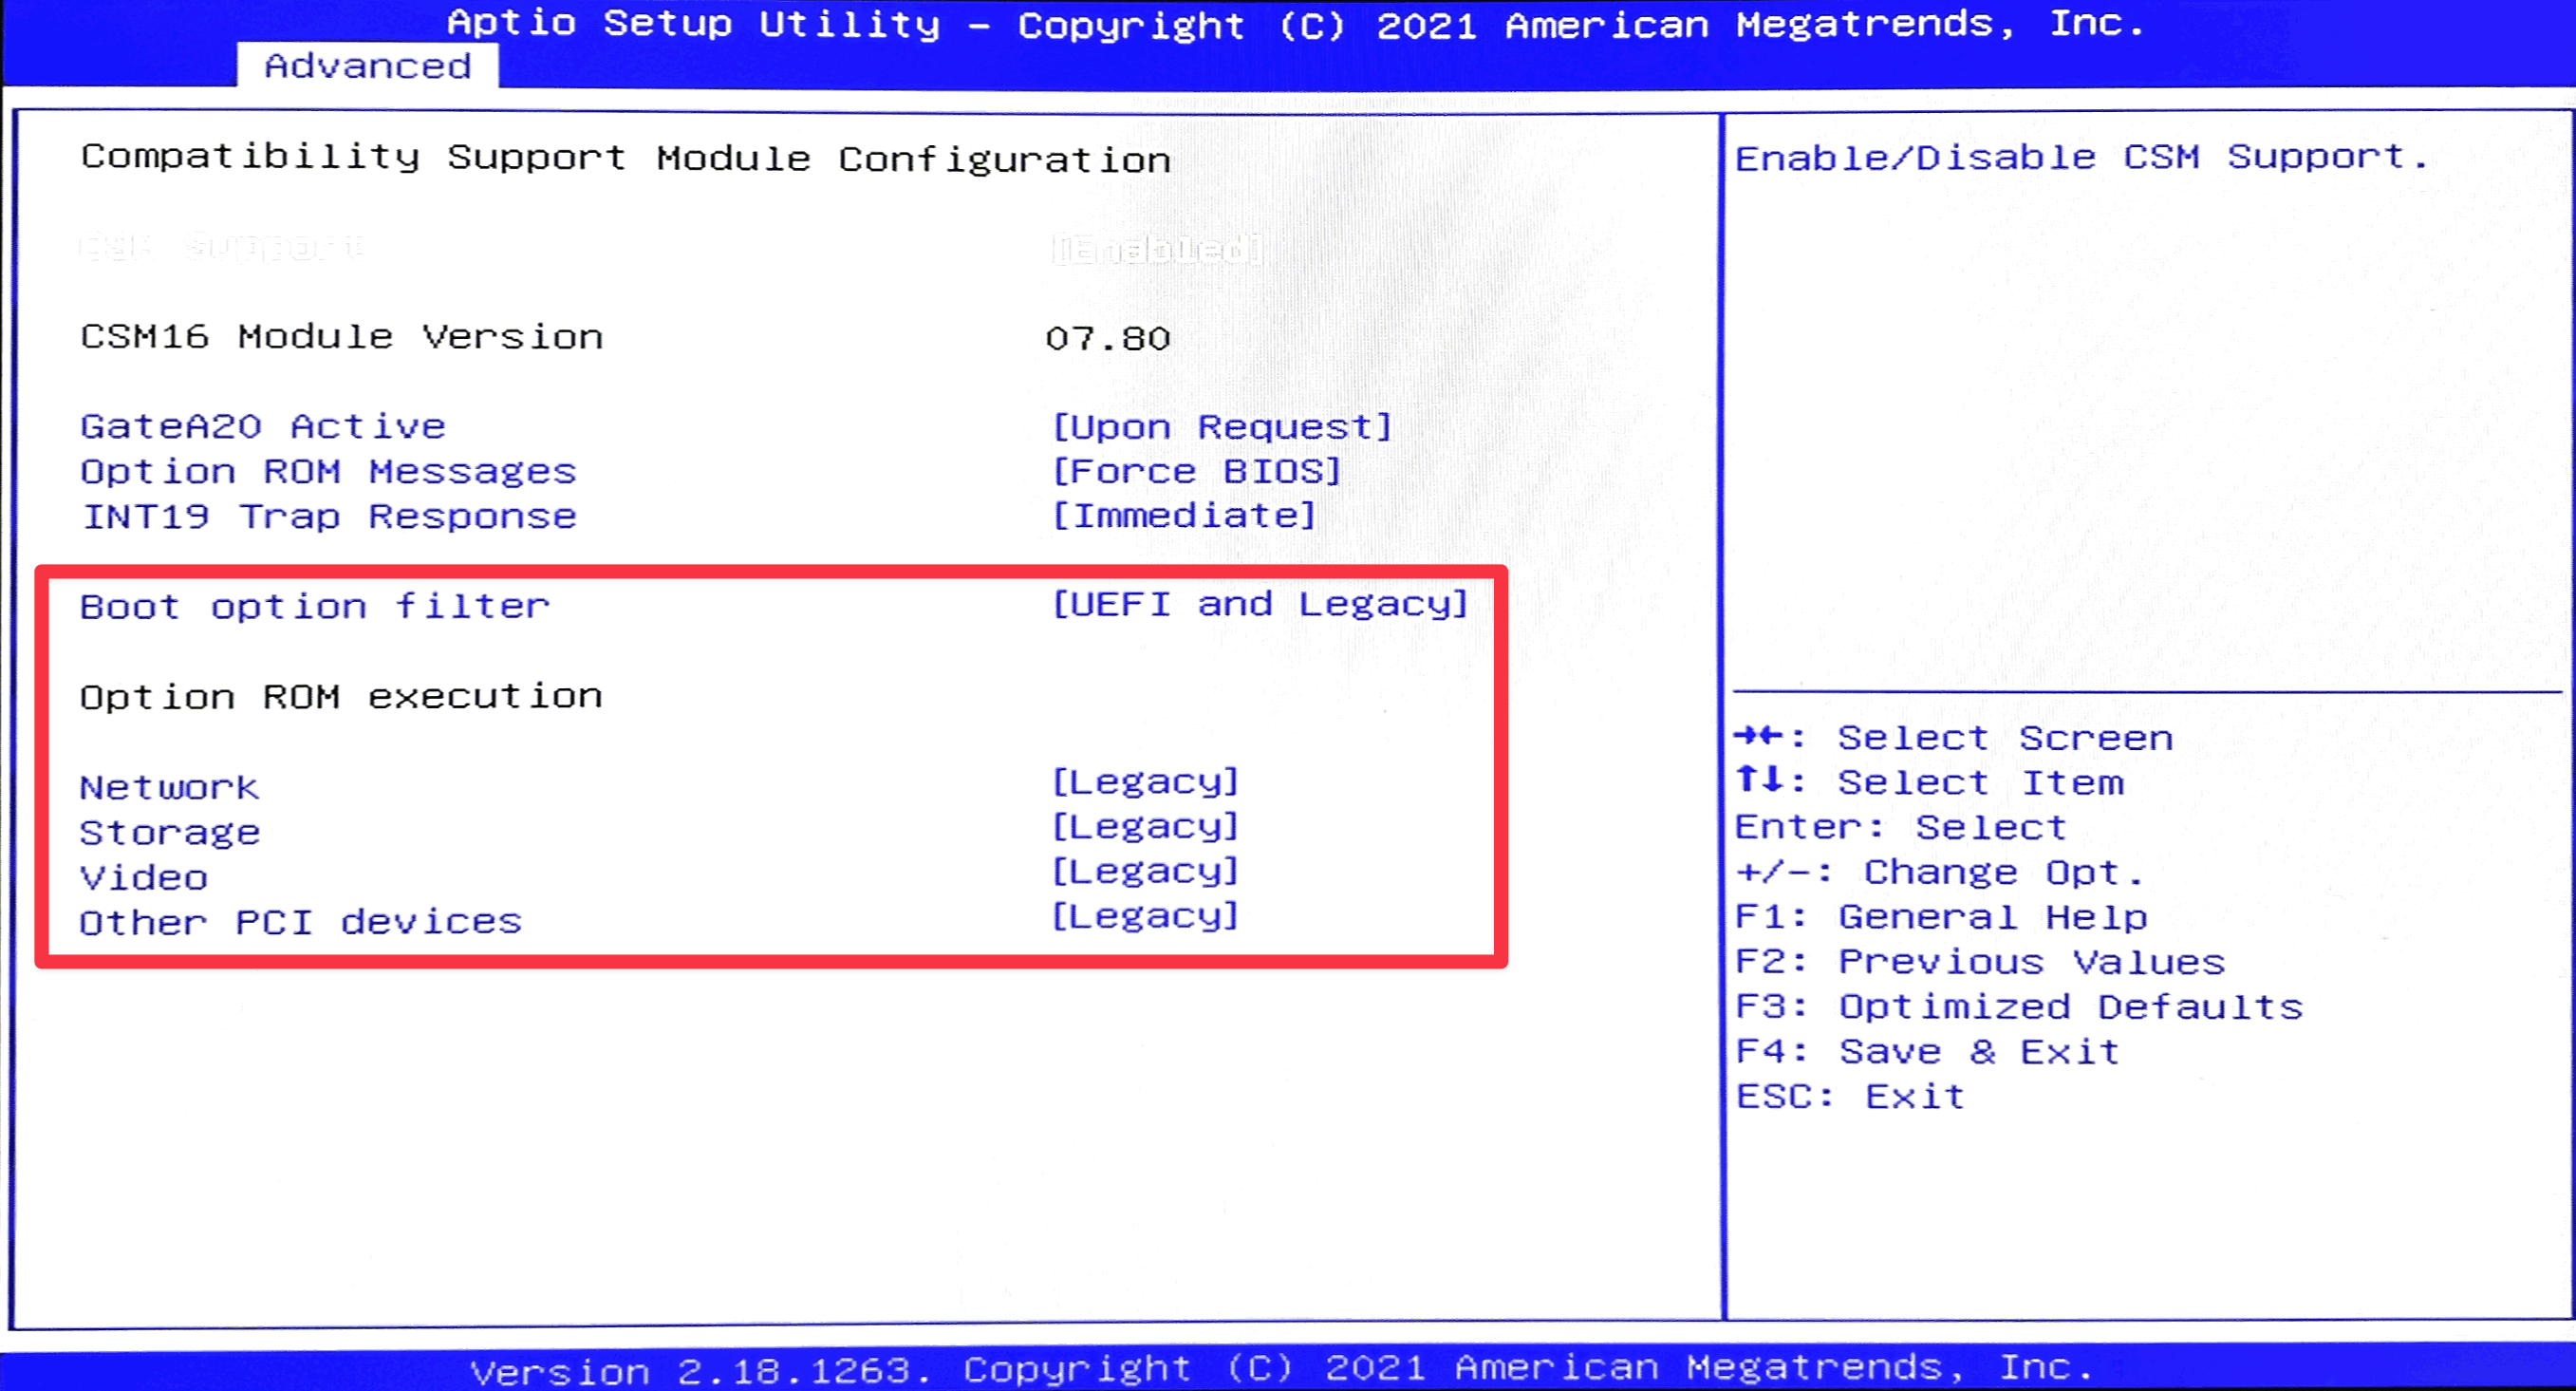 Aptio Setup Utility – Copyright (C) 2021 American Megatrends, Inc.
Advanced
Compatibility Support Module Configuration
CSM Support [Enabled]
CSM16 Module Version 07.80
GateA20 Active [Upon Request]
Option ROM Messages [Force BIOS]
INT19 Trap Response [Immediate]
Boot option filter [UEFI and Legacy]
Option ROM execution
Network [Legacy]
Storage [Legacy]
Video [Legacy]
Other PCI devices [Legacy]
Enable/Disable CSM Support.
→←: Select Screen
↑↓: Select Item
Enter: Select
+/-: Change Opt.
F1: General Help
F2: Previous Values
F3: Optimized Defaults
F4: Save & Exit
ESC: Exit
Version 2.18.1263. Copyright (C) 2021 American Megatrends, Inc.